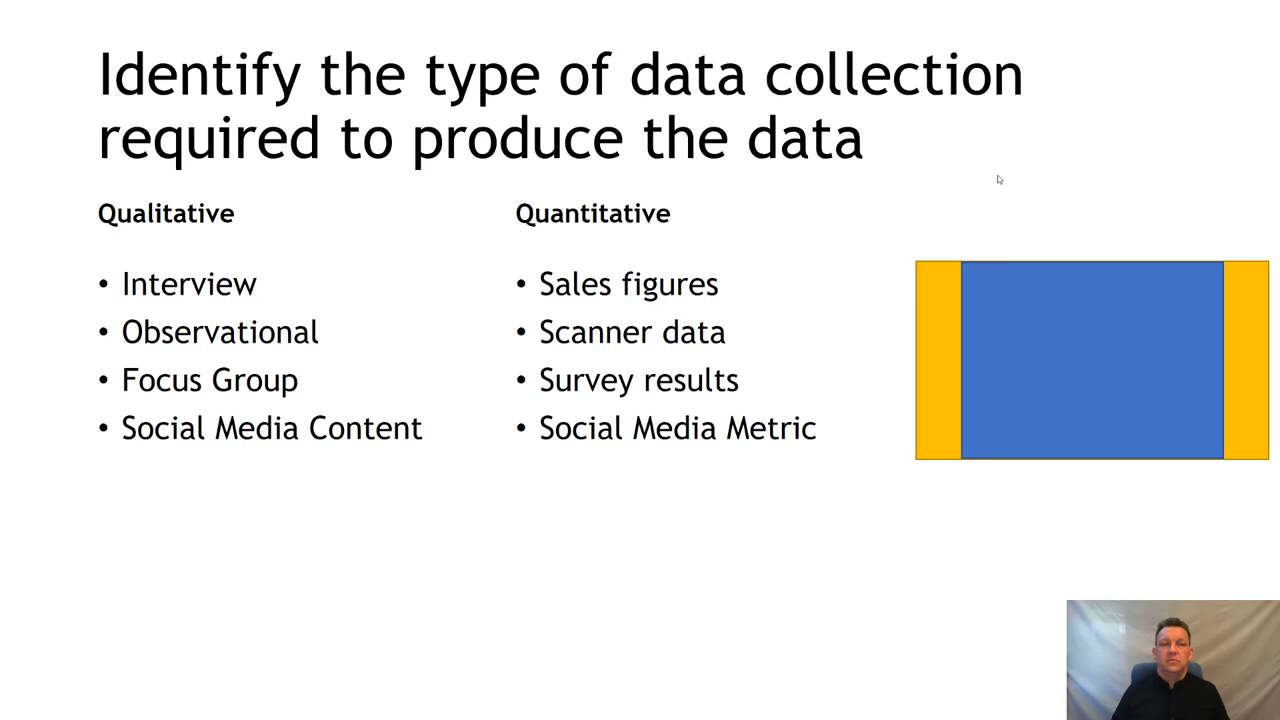 Identify the type of data collection
required to produce the data
Qualitative
• Interview
• Observational
• Focus Group
• Social Media Content
Quantitative
• Sales figures
• Scanner data
• Survey results
• Social Media Metric